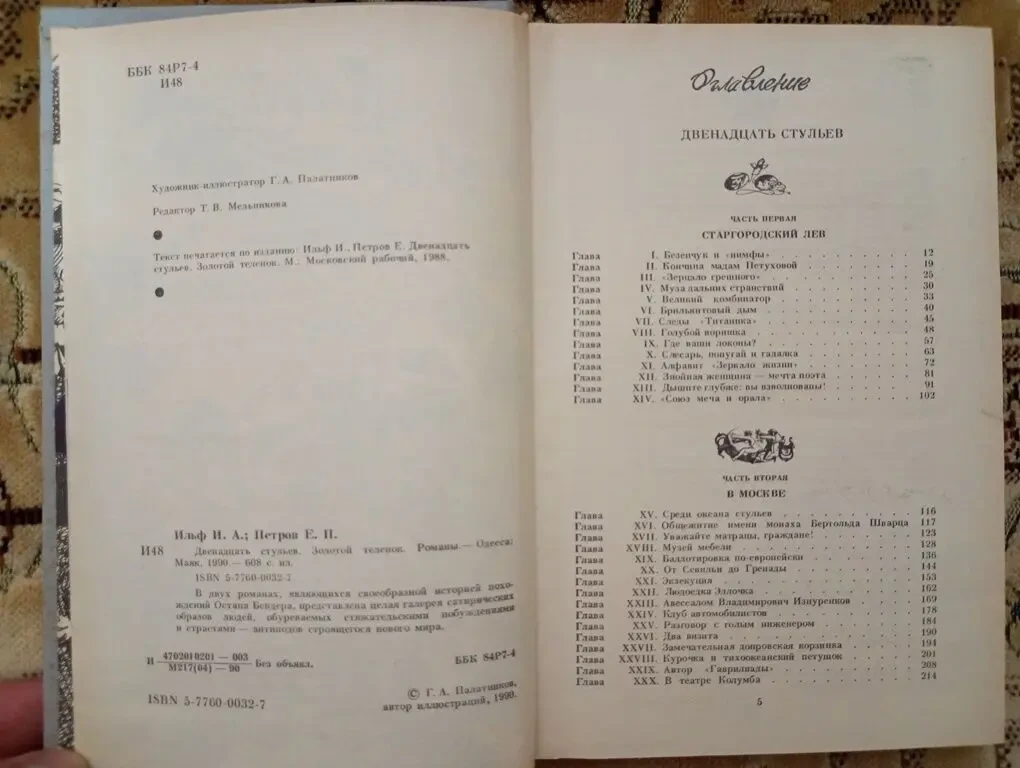 ББК 84Р7-4
И48
Художник-иллюстратор Г. А. Палатников
Редактор Т. В. Мельникова
Текст печатается по изданию: Ильф И., Петров Е. Двенадцать
стульев. Золотой теленок. М.: Московский рабочий, 1988.
Ильф И. А.; Петров Е. П.
И48 Двенадцать стульев. Золотой теленок. Романы.— Одесса:
Маяк, 1990.— 608 с. ил.
ISBN 5-7760-0032-7
В двух романах, являющихся своеобразной историей похо-
ждений Остапа Бендера, представлена целая галерея сатирических
образов людей, обуреваемых стяжательскими побуждениями
и страстями — антиподов строящегося нового мира.
И 4702010201 — 003
М217(04) — 90 Без объявл.
ББК 84Р7-4
ISBN 5-7760-0032-7
© Г. А. Палатников,
автор иллюстраций, 1990.
Оглавление
ДВЕНАДЦАТЬ СТУЛЬЕВ
ЧАСТЬ ПЕРВАЯ
СТАРГОРОДСКИЙ ЛЕВ
Глава I. Безенчук и «нимфы» . . . . . . . . . 12
Глава II. Кончина мадам Петуховой . . . . . . . 19
Глава III. «Зерцало грешного» . . . . . . . . . 25
Глава IV. Муза дальних странствий . . . . . . . . 30
Глава V. Великий комбинатор . . . . . . . . . 33
Глава VI. Брильянтовый дым . . . . . . . . . . 40
Глава VII. Следы «Титаника» . . . . . . . . . . 45
Глава VIII. Голубой воришка . . . . . . . . . . 48
Глава IX. Где ваши локоны? . . . . . . . . . . 57
Глава X. Слесарь, попугай и гадалка . . . . . . . 63
Глава XI. Алфавит «Зеркало жизни» . . . . . . . 72
Глава XII. Знойная женщина — мечта поэта . . . . . . 81
Глава XIII. Дышите глубже: вы взволнованы! . . . . . . 91
Глава XIV. «Союз меча и орала» . . . . . . . . . 102
ЧАСТЬ ВТОРАЯ
В МОСКВЕ
Глава XV. Среди океана стульев . . . . . . . . . 116
Глава XVI. Общежитие имени монаха Бертольда Шварца 117
Глава XVII. Уважайте матрацы, граждане! . . . . . . . 123
Глава XVIII. Музей мебели . . . . . . . . . . . 128
Глава XIX. Баллотировка по-европейски . . . . . . . 136
Глава XX. От Севильи до Гренады . . . . . . . . 144
Глава XXI. Экзекуция . . . . . . . . . . . . 153
Глава XXII. Людоедка Эллочка . . . . . . . . . 162
Глава XXIII. Авессалом Владимирович Изнуренков . . . . 169
Глава XXIV. Клуб автомобилистов . . . . . . . . . 178
Глава XXV. Разговор с голым инженером . . . . . . 184
Глава XXVI. Два визита . . . . . . . . . . . . 190
Глава XXVII. Замечательная допровская корзинка . . . . . 194
Глава XXVIII. Курочка и тихоокеанский петушок . . . . . 201
Глава XXIX. Автор «Гаврилиады» . . . . . . . . . 208
Глава XXX. В театре Колумба . . . . . . . . . . 214
5